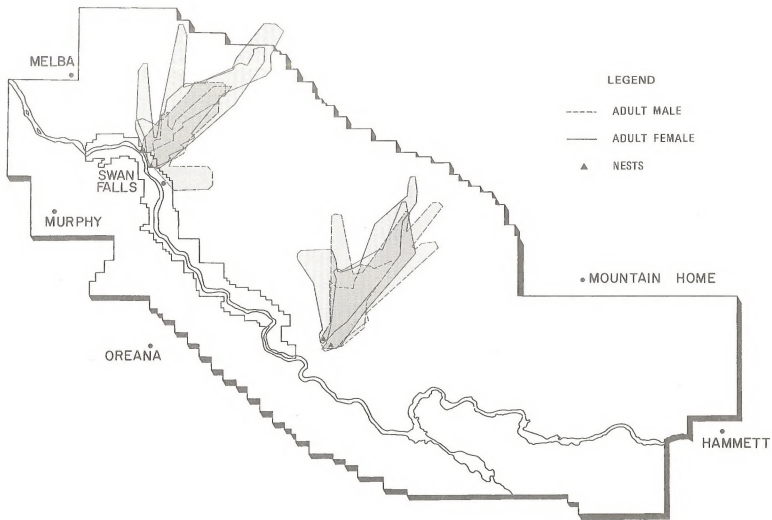 MELBA
LEGEND
ADULT MALE
ADULT FEMALE
NESTS
SWAN
FALLS
MURPHY
MOUNTAIN HOME
OREANA
HAMMETT